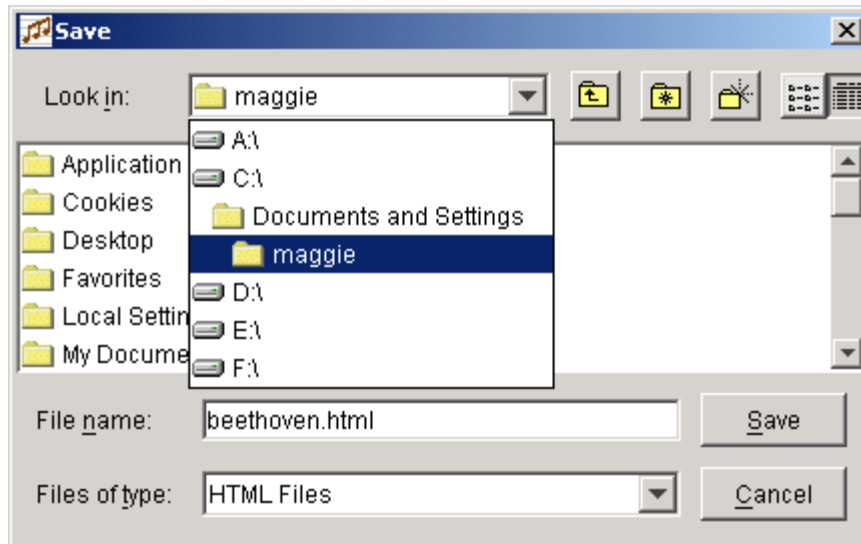 Save
Look in: maggie
A:\
C:\
Documents and Settings
maggie
D:\
E:\
F:\
Application
Cookies
Desktop
Favorites
Local Settin
My Docume
File name: beethoven.html Save
Files of type: HTML Files Cancel